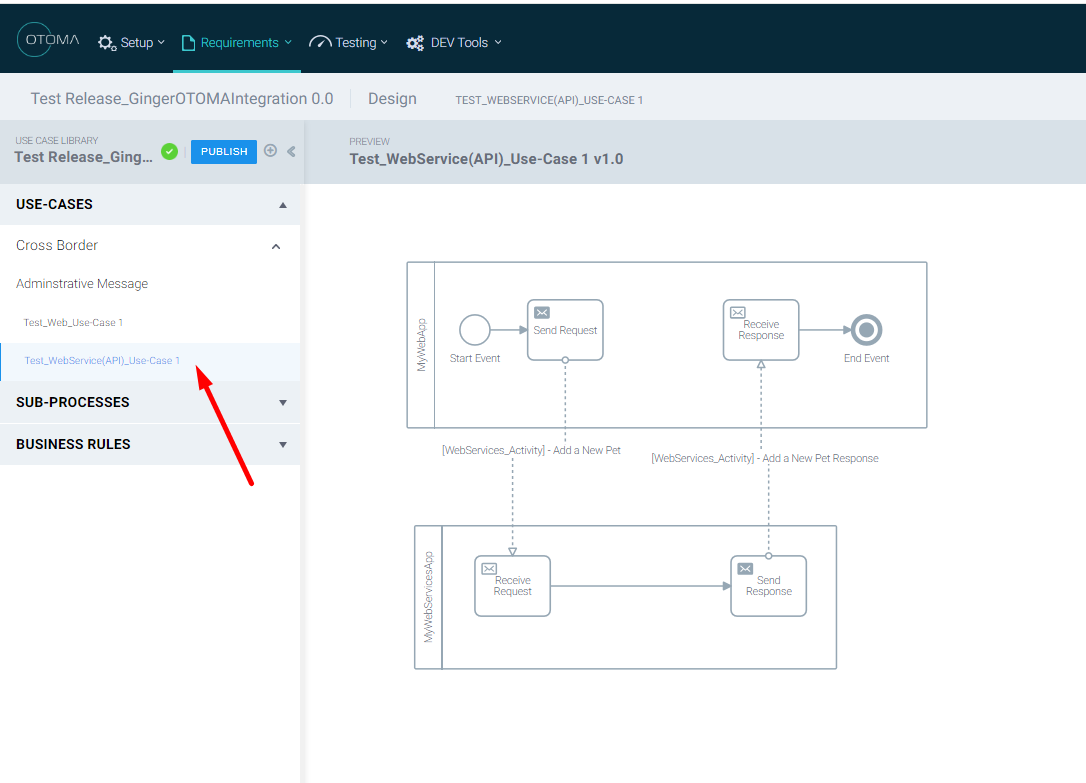 OTOMA
Setup
Requirements
Testing
DEV Tools
Test Release_GingerOTOMAIntegration 0.0
Design
TEST_WEBSERVICE(API)_USE-CASE 1
USE CASE LIBRARY
Test Release_Ging...
PUBLISH
PREVIEW
Test_WebService(API)_Use-Case 1 v1.0
USE-CASES
Cross Border
Adminstrative Message
Test_Web_Use-Case 1
Test_WebService(API)_Use-Case 1
SUB-PROCESSES
BUSINESS RULES
MyWebApp
Start Event
Send Request
Receive
Response
End Event
[WebServices_Activity] - Add a New Pet
[WebServices_Activity] - Add a New Pet Response
MyWebServicesApp
Receive
Request
Send
Response